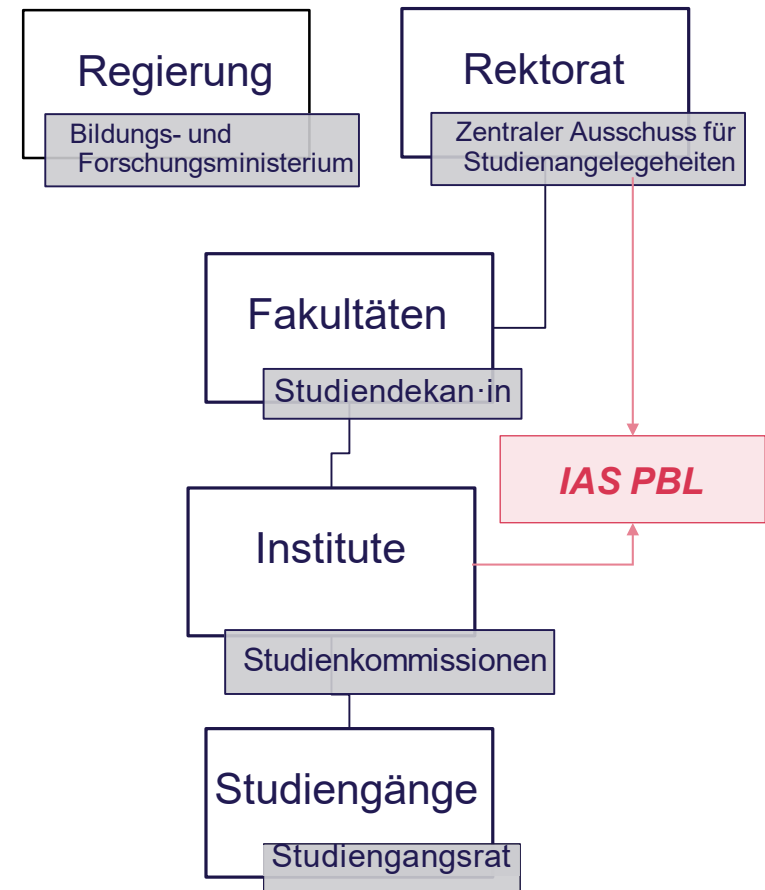 Regierung
Bildungs- und
Forschungsministerium
Rektorat
Zentraler Ausschuss für
Studienangelegeheiten
Fakultäten
Studiendekan·in
IAS PBL
Institute
Studienkommissionen
Studiengänge
Studiengangsrat